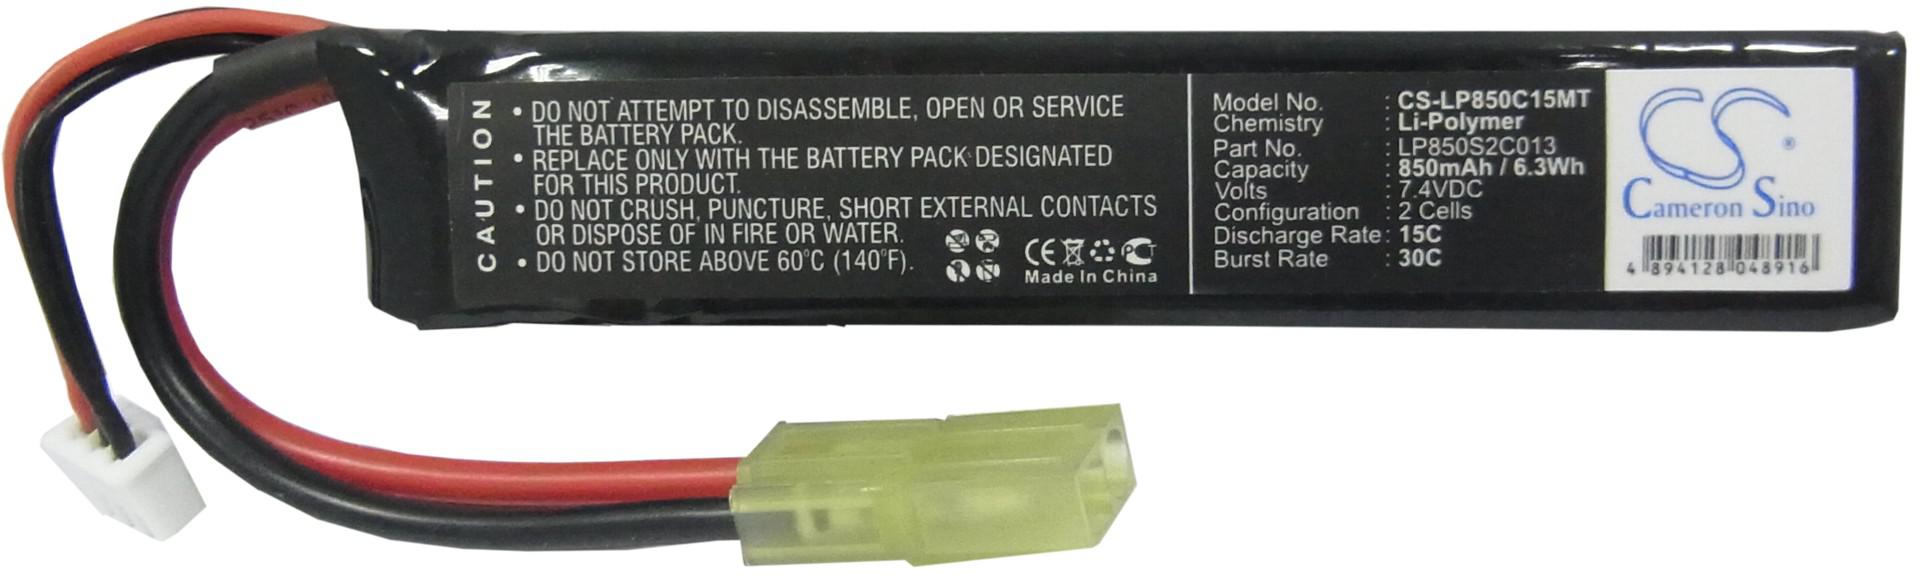 CAUTION
• DO NOT ATTEMPT TO DISASSEMBLE, OPEN OR SERVICE
THE BATTERY PACK.
• REPLACE ONLY WITH THE BATTERY PACK DESIGNATED
FOR THIS PRODUCT.
• DO NOT CRUSH, PUNCTURE, SHORT EXTERNAL CONTACTS
OR DISPOSE OF IN FIRE OR WATER.
• DO NOT STORE ABOVE 60°C (140°F).
Made In China
Model No. : CS-LP850C15MT
Chemistry : Li-Polymer
Part No. : LP850S2C013
Capacity : 850mAh / 6.3Wh
Volts : 7.4VDC
Configuration : 2 Cells
Discharge Rate: 15C
Burst Rate : 30C
CS ®
Cameron Sino
4 894128 048916